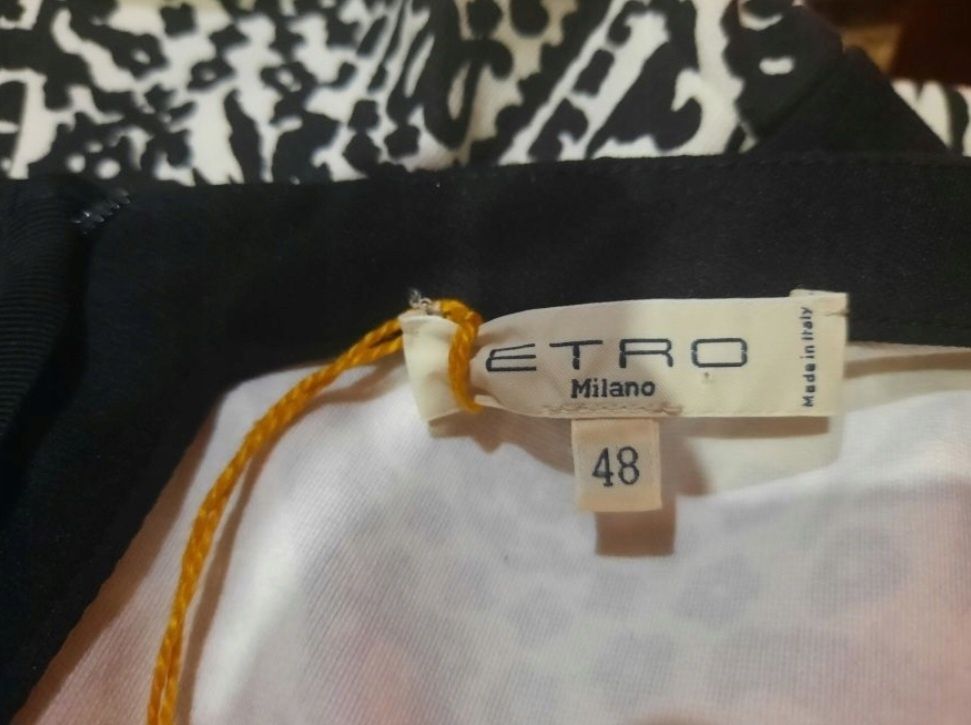 ETRO
Milano
Made in Italy
48